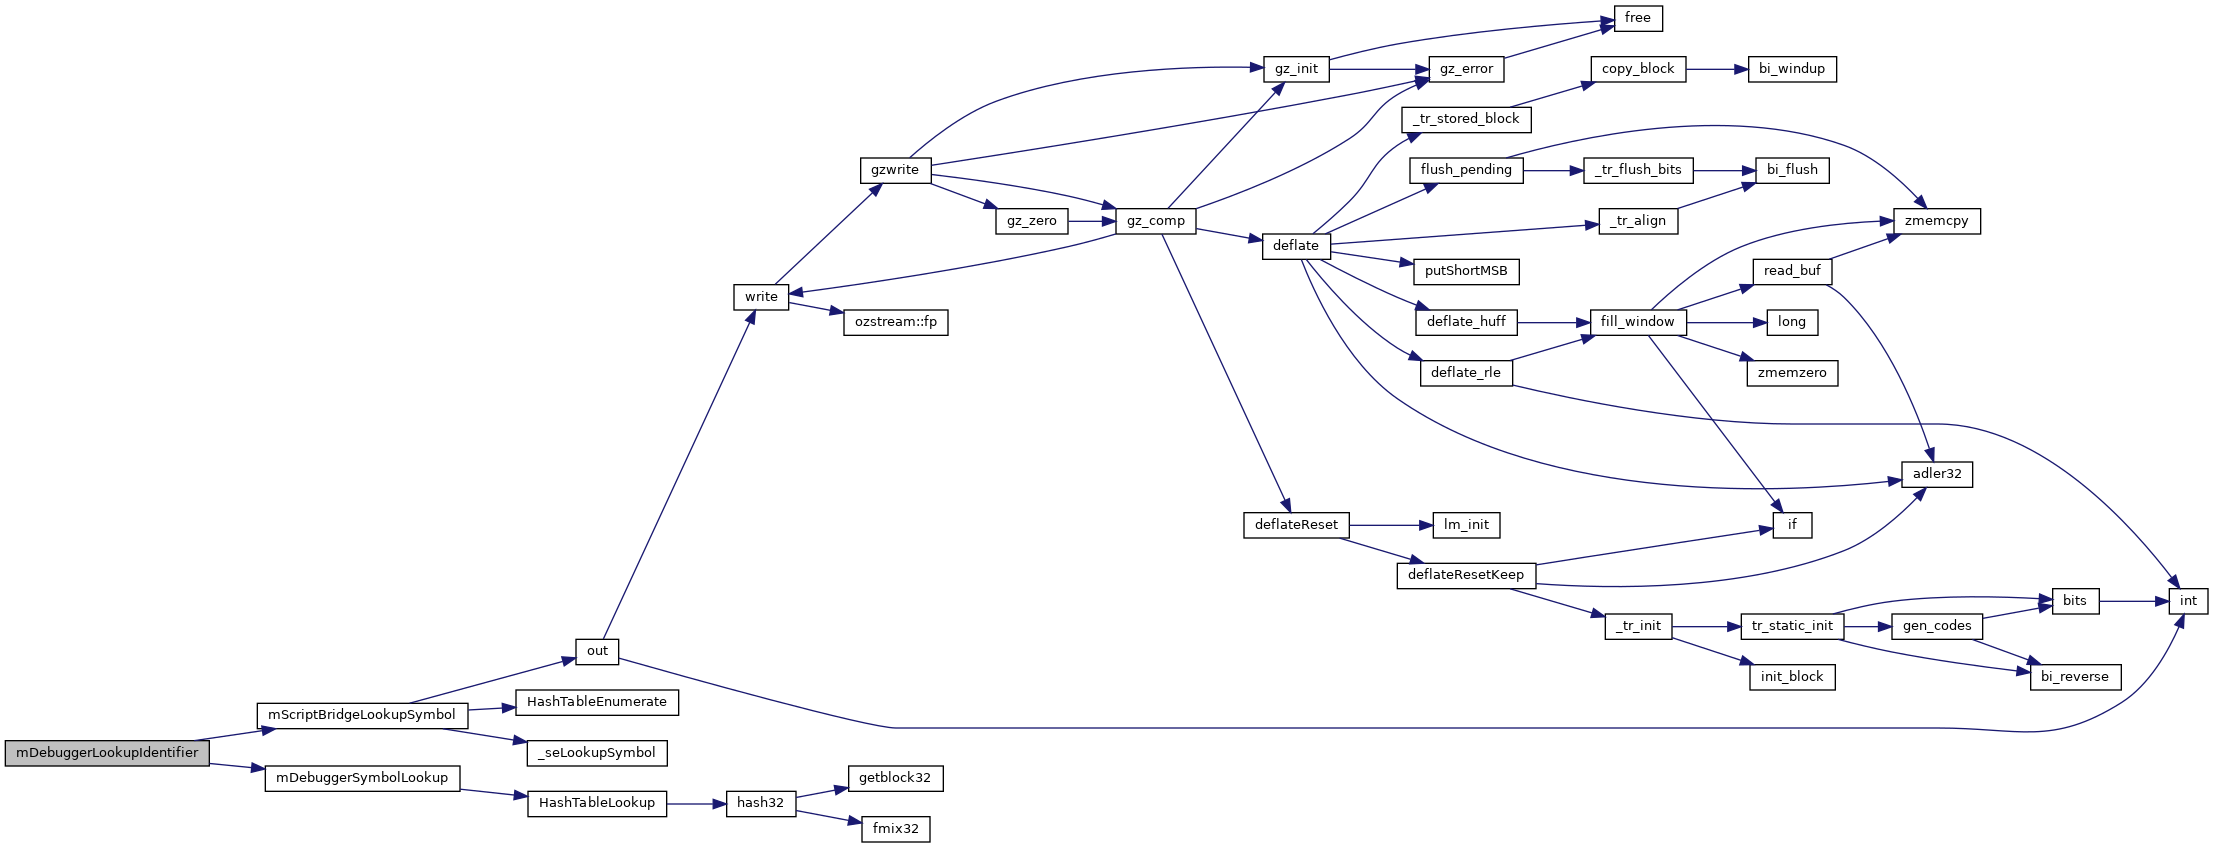 free
gz_init
gz_error
copy_block
bi_windup
_tr_stored_block
gzwrite
flush_pending
_tr_flush_bits
bi_flush
gz_zero
gz_comp
_tr_align
zmemcpy
deflate
putShortMSB
read_buf
write
ozstream::fp
deflate_huff
fill_window
long
deflate_rle
zmemzero
adler32
deflateReset
lm_init
if
deflateResetKeep
bits
int
_tr_init
tr_static_init
gen_codes
out
init_block
bi_reverse
HashTableEnumerate
mScriptBridgeLookupSymbol
mDebuggerLookupIdentifier
_seLookupSymbol
mDebuggerSymbolLookup
getblock32
HashTableLookup
hash32
fmix32